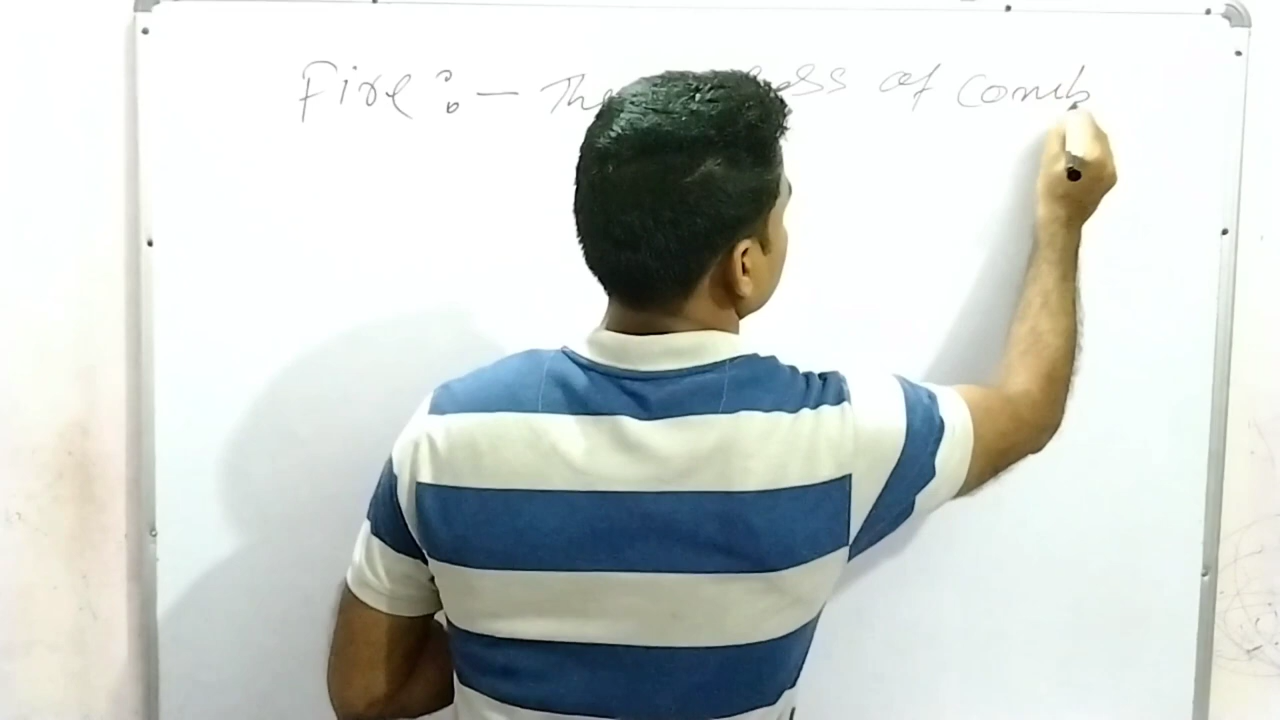 Fire :- The ess of comb